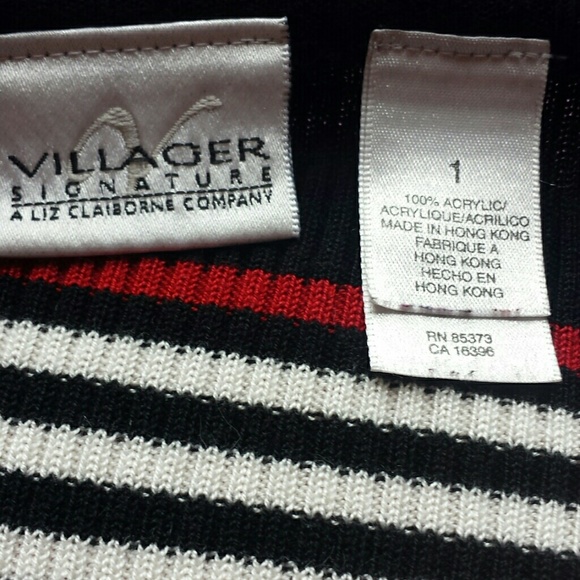 VILLAGER
SIGNATURE
A LIZ CLAIBORNE COMPANY
1
100% ACRYLIC/
ACRYLIQUE/ACRILICO
MADE IN HONG KONG
FABRIQUE A
HONG KONG
HECHO EN
HONG KONG
RN 85373
CA 16396